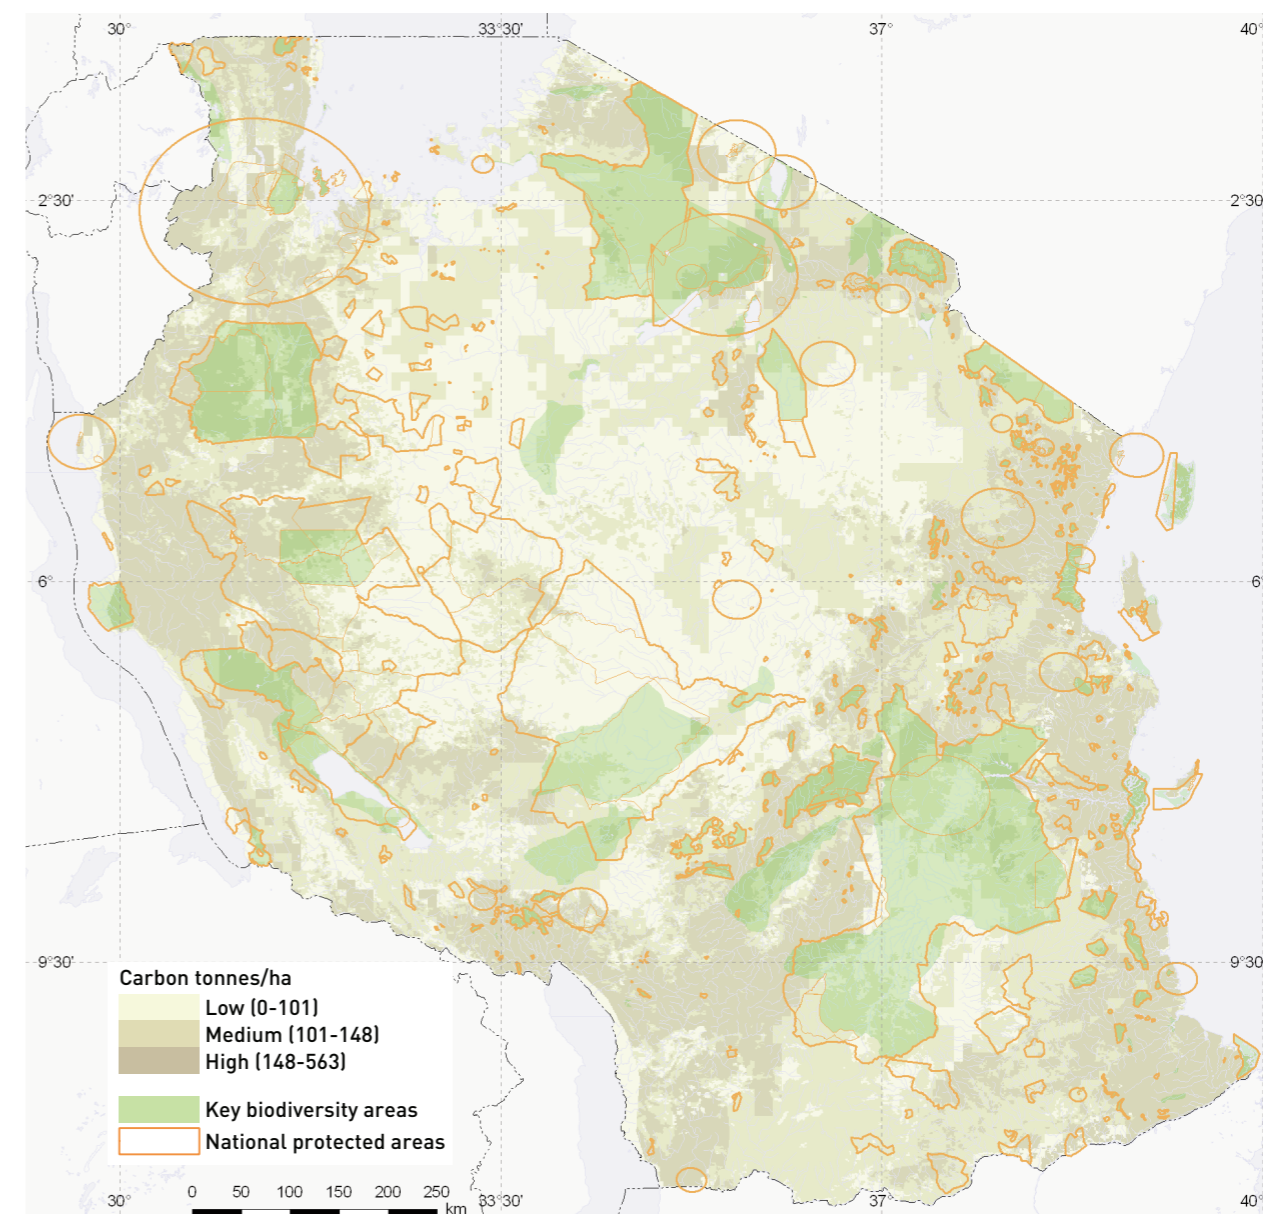 30° 33°30' 37° 40°
2°30' 2°30
6° 6°
9°30' 9°30
Carbon tonnes/ha
Low (0-101)
Medium (101-148)
High (148-563)
Key biodiversity areas
National protected areas
0 50 100 150 200 250
km
30° 33°30' 37° 40